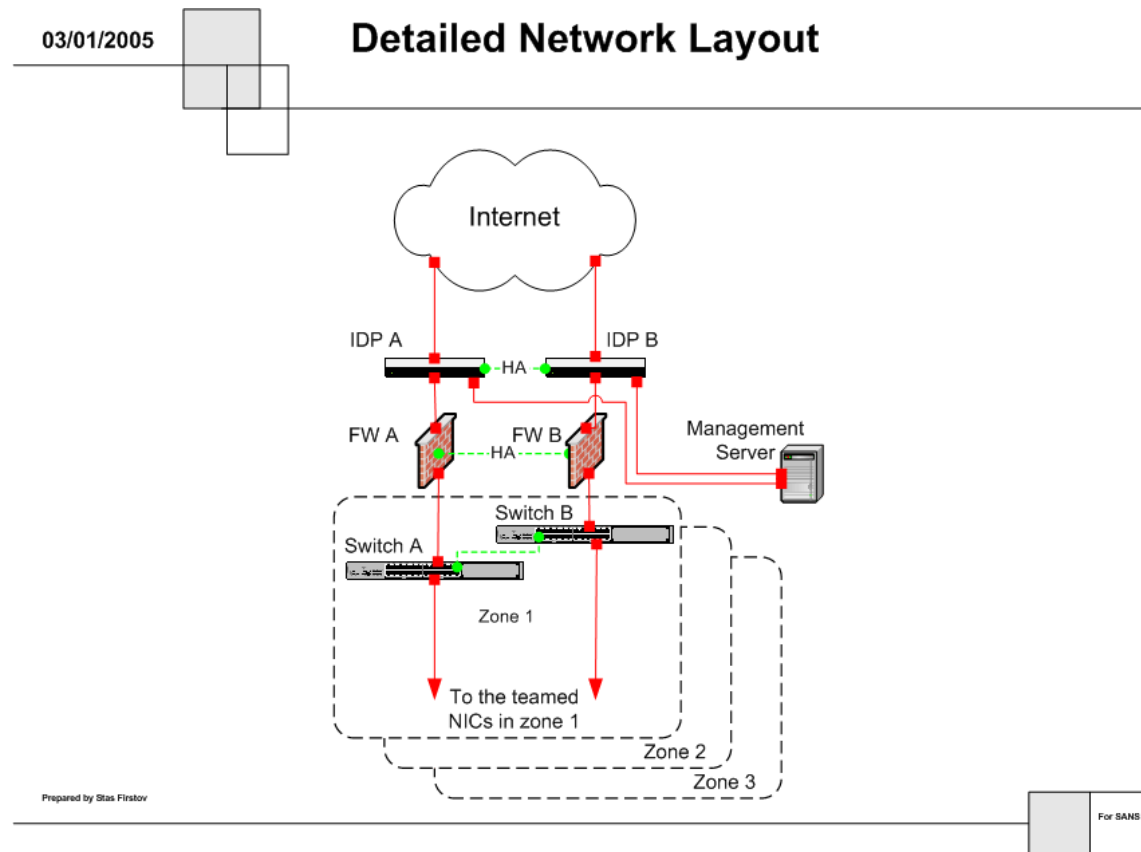 03/01/2005
Detailed Network Layout
Internet
IDP A
IDP B
HA
FW A
FW B
HA
Management
Server
Switch B
Switch A
Zone 1
To the teamed
NICs in zone 1
Zone 2
Zone 3
Prepared by Stas Firstov
For SANS